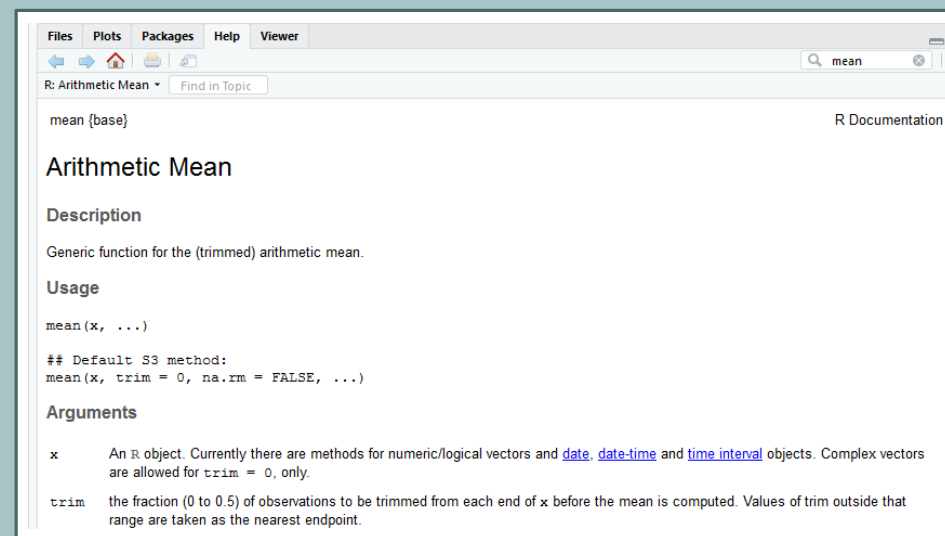 Files Plots Packages Help Viewer
mean
R: Arithmetic Mean Find in Topic
mean {base} R Documentation
Arithmetic Mean
Description
Generic function for the (trimmed) arithmetic mean.
Usage
mean(x, ...)
## Default S3 method:
mean(x, trim = 0, na.rm = FALSE, ...)
Arguments
x An R object. Currently there are methods for numeric/logical vectors and date, date-time and time interval objects. Complex vectors
are allowed for trim = 0, only.
trim the fraction (0 to 0.5) of observations to be trimmed from each end of x before the mean is computed. Values of trim outside that
range are taken as the nearest endpoint.